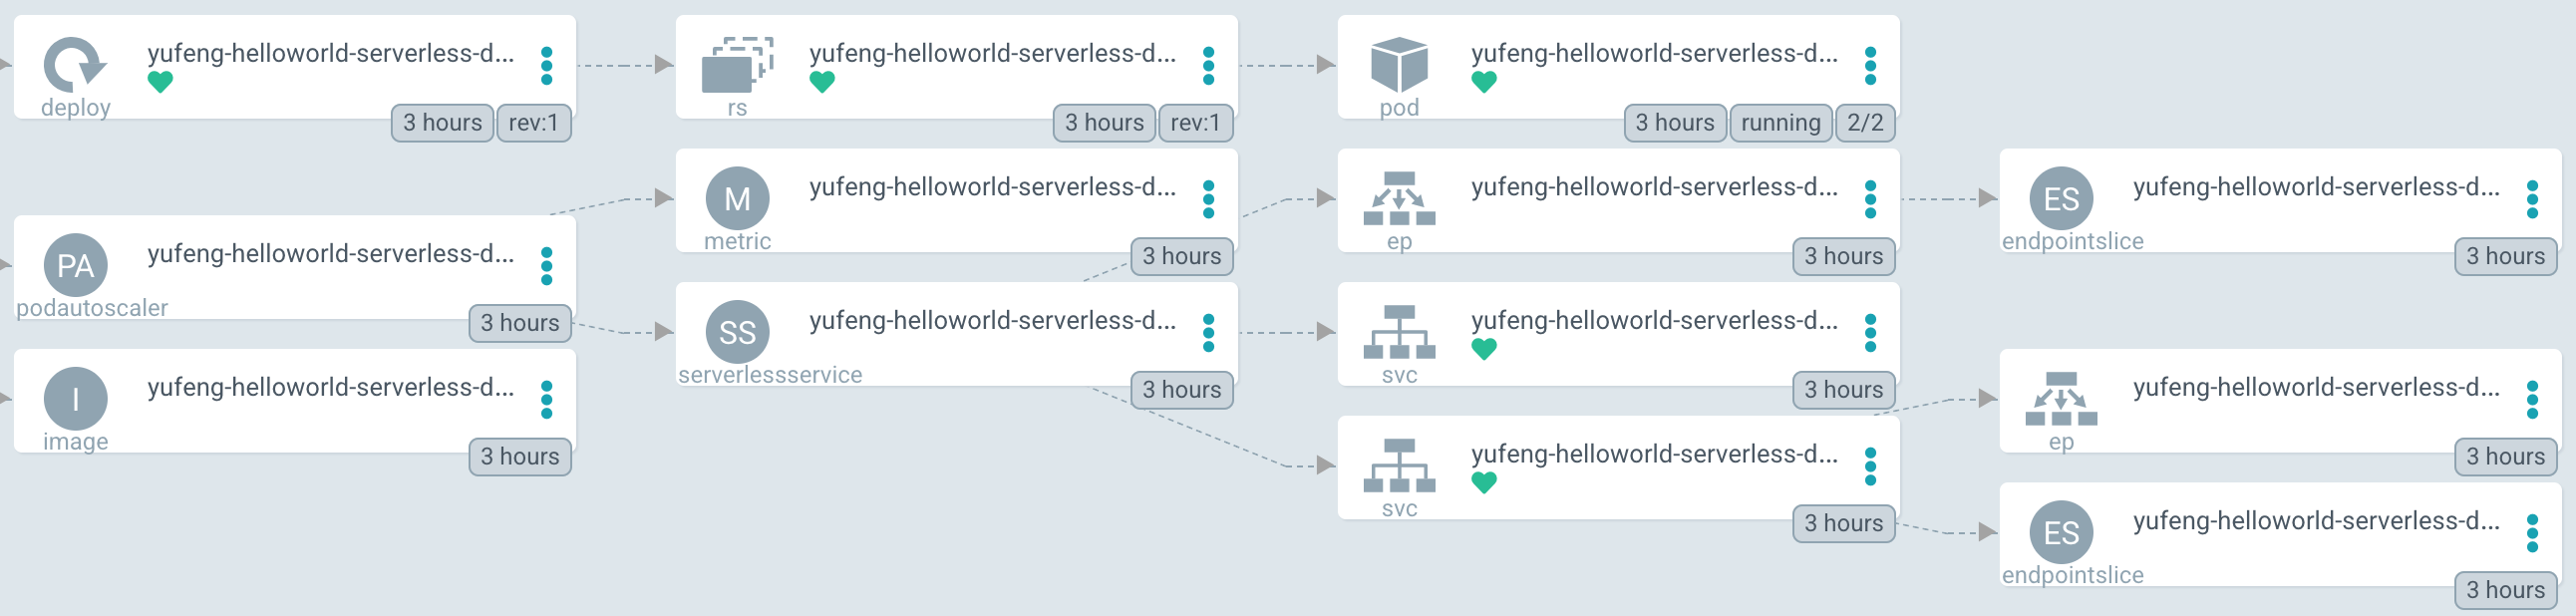 yufeng-helloworld-serverless-d...
deploy
3 hours
rev:1
yufeng-helloworld-serverless-d...
rs
3 hours
rev:1
yufeng-helloworld-serverless-d...
pod
3 hours
running
2/2
PA
yufeng-helloworld-serverless-d...
podautoscaler
3 hours
M
yufeng-helloworld-serverless-d...
metric
3 hours
yufeng-helloworld-serverless-d...
ep
3 hours
ES
yufeng-helloworld-serverless-d...
endpointslice
3 hours
I
yufeng-helloworld-serverless-d...
image
3 hours
SS
yufeng-helloworld-serverless-d...
serverlessservice
3 hours
yufeng-helloworld-serverless-d...
svc
3 hours
yufeng-helloworld-serverless-d...
svc
3 hours
yufeng-helloworld-serverless-d...
ep
3 hours
ES
yufeng-helloworld-serverless-d...
endpointslice
3 hours